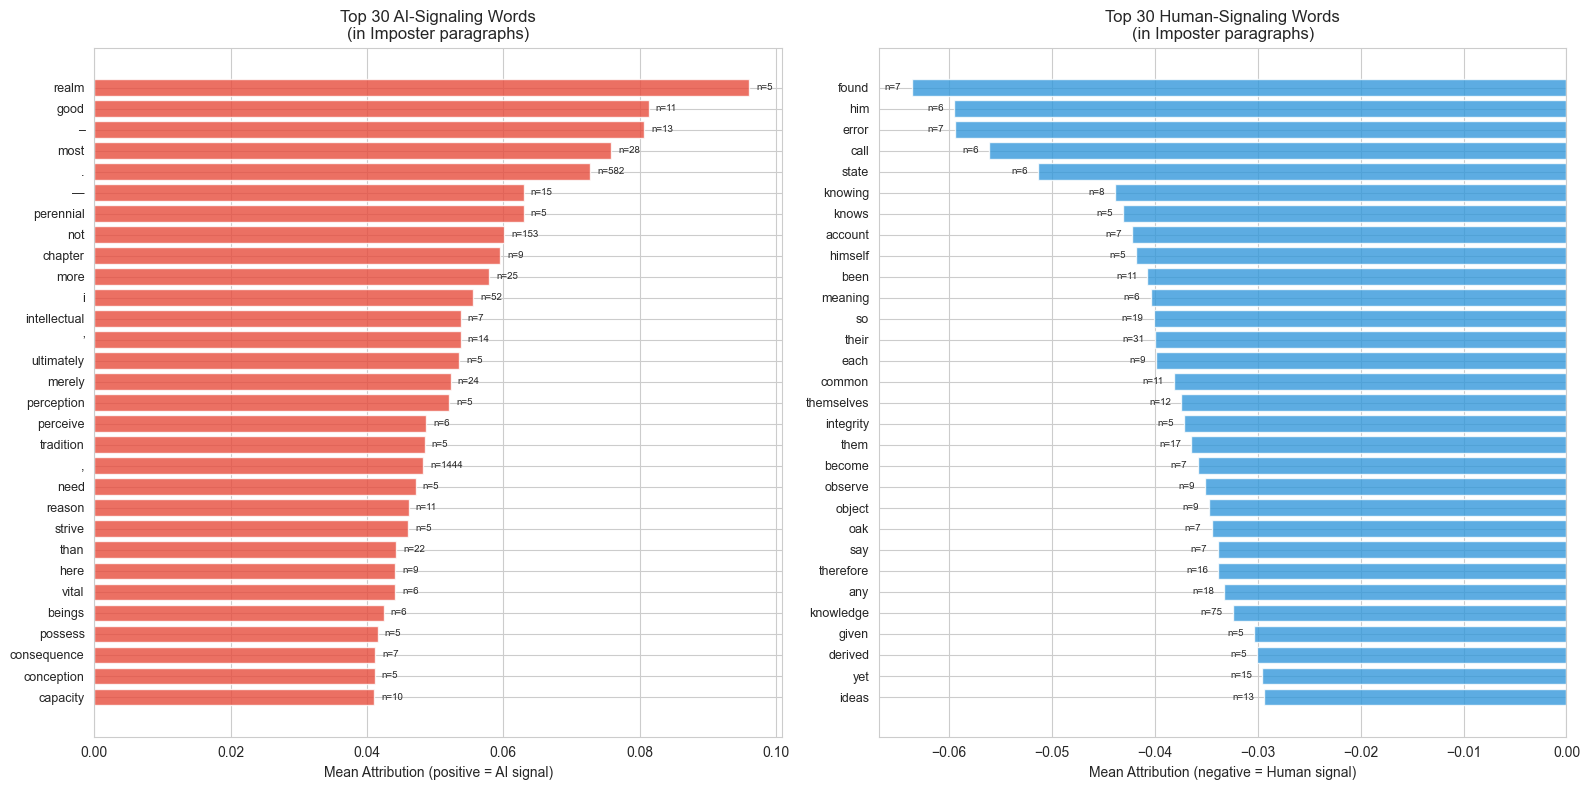 Top 30 AI-Signaling Words
(in Imposter paragraphs)
realm n=5
good n=11
– n=13
most n=28
. n=582
— n=15
perennial n=5
not n=153
chapter n=9
more n=25
i n=52
intellectual n=7
' n=14
ultimately n=5
merely n=24
perception n=5
perceive n=6
tradition n=5
, n=1444
need n=5
reason n=11
strive n=5
than n=22
here n=9
vital n=6
beings n=6
possess n=5
consequence n=7
conception n=5
capacity n=10
0.00 0.02 0.04 0.06 0.08 0.10
Mean Attribution (positive = AI signal)
Top 30 Human-Signaling Words
(in Imposter paragraphs)
found n=7
him n=6
error n=7
call n=6
state n=6
knowing n=8
knows n=5
account n=7
himself n=5
been n=11
meaning n=6
so n=19
their n=31
each n=9
common n=11
themselves n=12
integrity n=5
them n=17
become n=7
observe n=9
object n=9
oak n=7
say n=7
therefore n=16
any n=18
knowledge n=75
given n=5
derived n=5
yet n=15
ideas n=13
−0.06 −0.05 −0.04 −0.03 −0.02 −0.01 0.00
Mean Attribution (negative = Human signal)